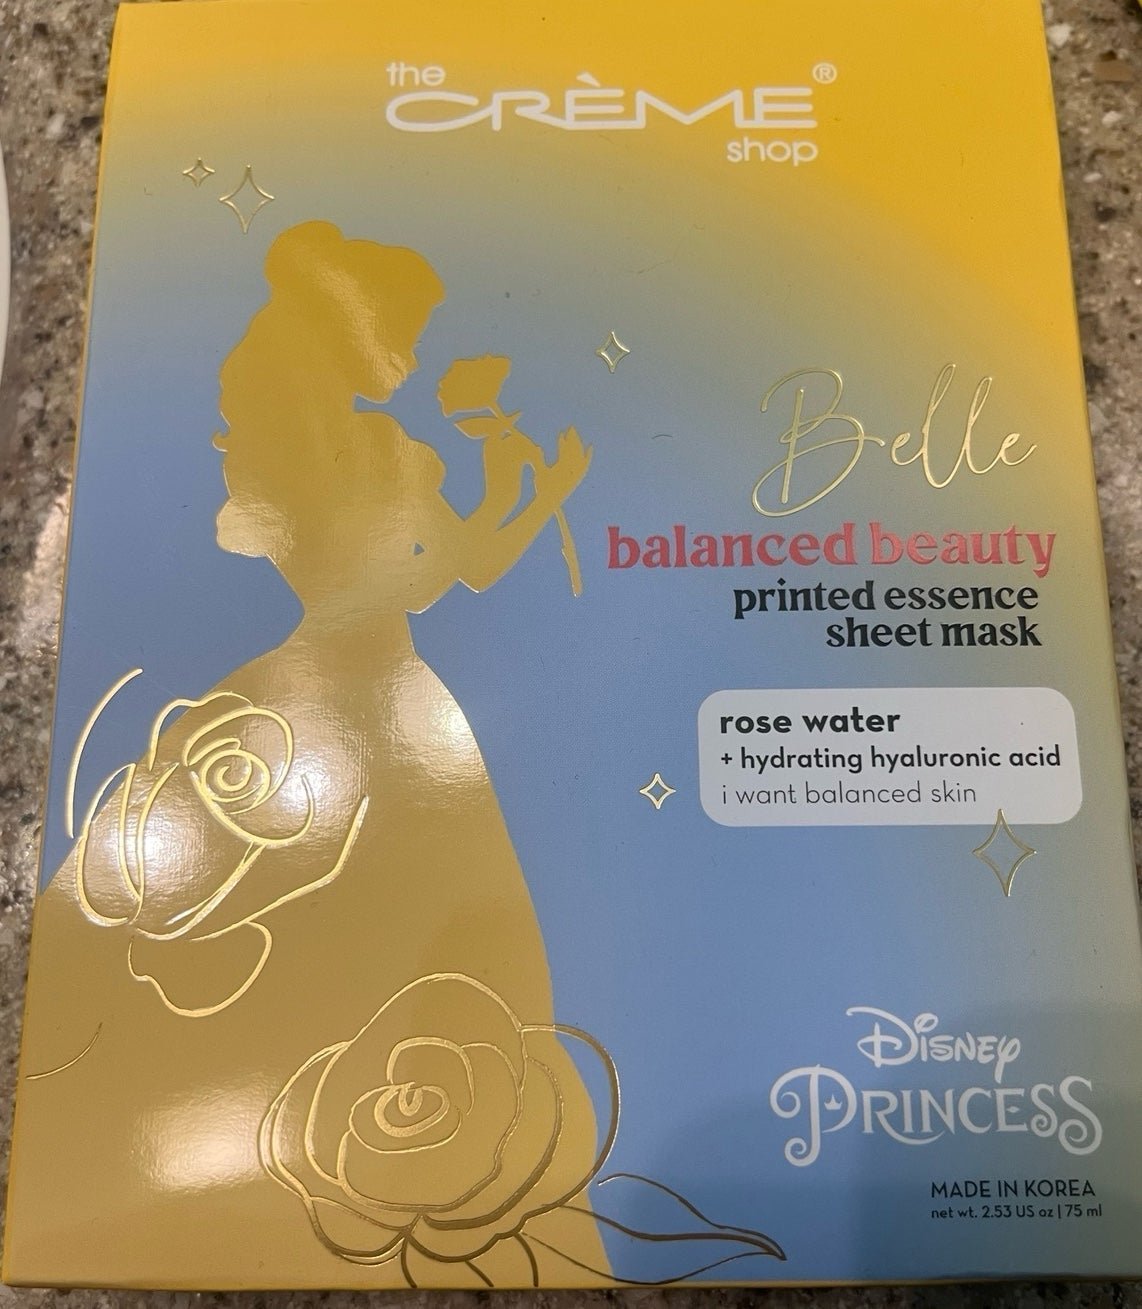 the
CRÈME®
shop
Belle
balanced beauty
printed essence
sheet mask
rose water
+ hydrating hyaluronic acid
i want balanced skin
Disney
PRINCESS
MADE IN KOREA
net wt. 2.53 US oz | 75 ml